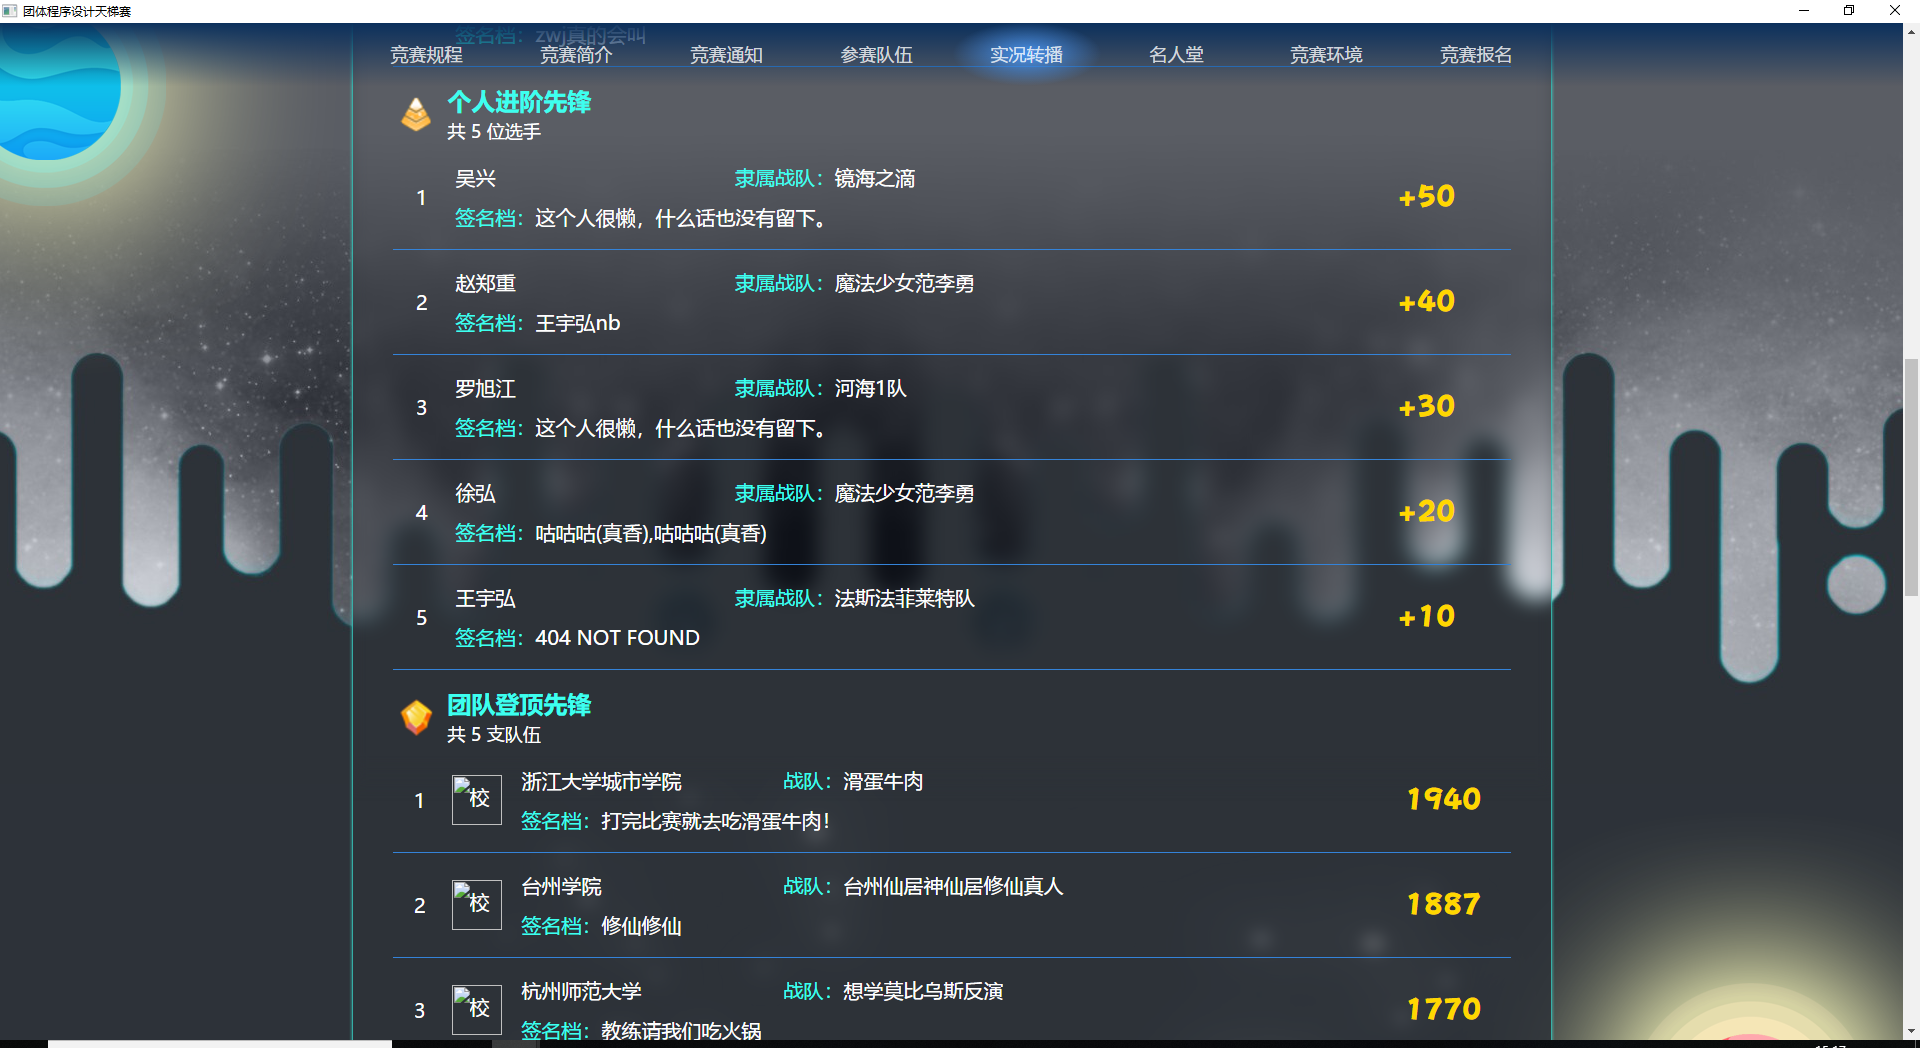 团体程序设计天梯赛
签名档：zwj真的会叫
竞赛规程 竞赛简介 竞赛通知 参赛队伍 实况转播 名人堂 竞赛环境 竞赛报名
个人进阶先锋
共 5 位选手
1 吴兴 隶属战队：镜海之滴 +50
签名档：这个人很懒，什么话也没有留下。
2 赵郑重 隶属战队：魔法少女范李勇 +40
签名档：王宇弘nb
3 罗旭江 隶属战队：河海1队 +30
签名档：这个人很懒，什么话也没有留下。
4 徐弘 隶属战队：魔法少女范李勇 +20
签名档：咕咕咕(真香),咕咕咕(真香)
5 王宇弘 隶属战队：法斯法菲莱特队 +10
签名档：404 NOT FOUND
团队登顶先锋
共 5 支队伍
1 校 浙江大学城市学院 战队：滑蛋牛肉 1940
签名档：打完比赛就去吃滑蛋牛肉！
2 校 台州学院 战队：台州仙居神仙居修仙真人 1887
签名档：修仙修仙
3 校 杭州师范大学 战队：想学莫比乌斯反演 1770
签名档：教练请我们吃火锅